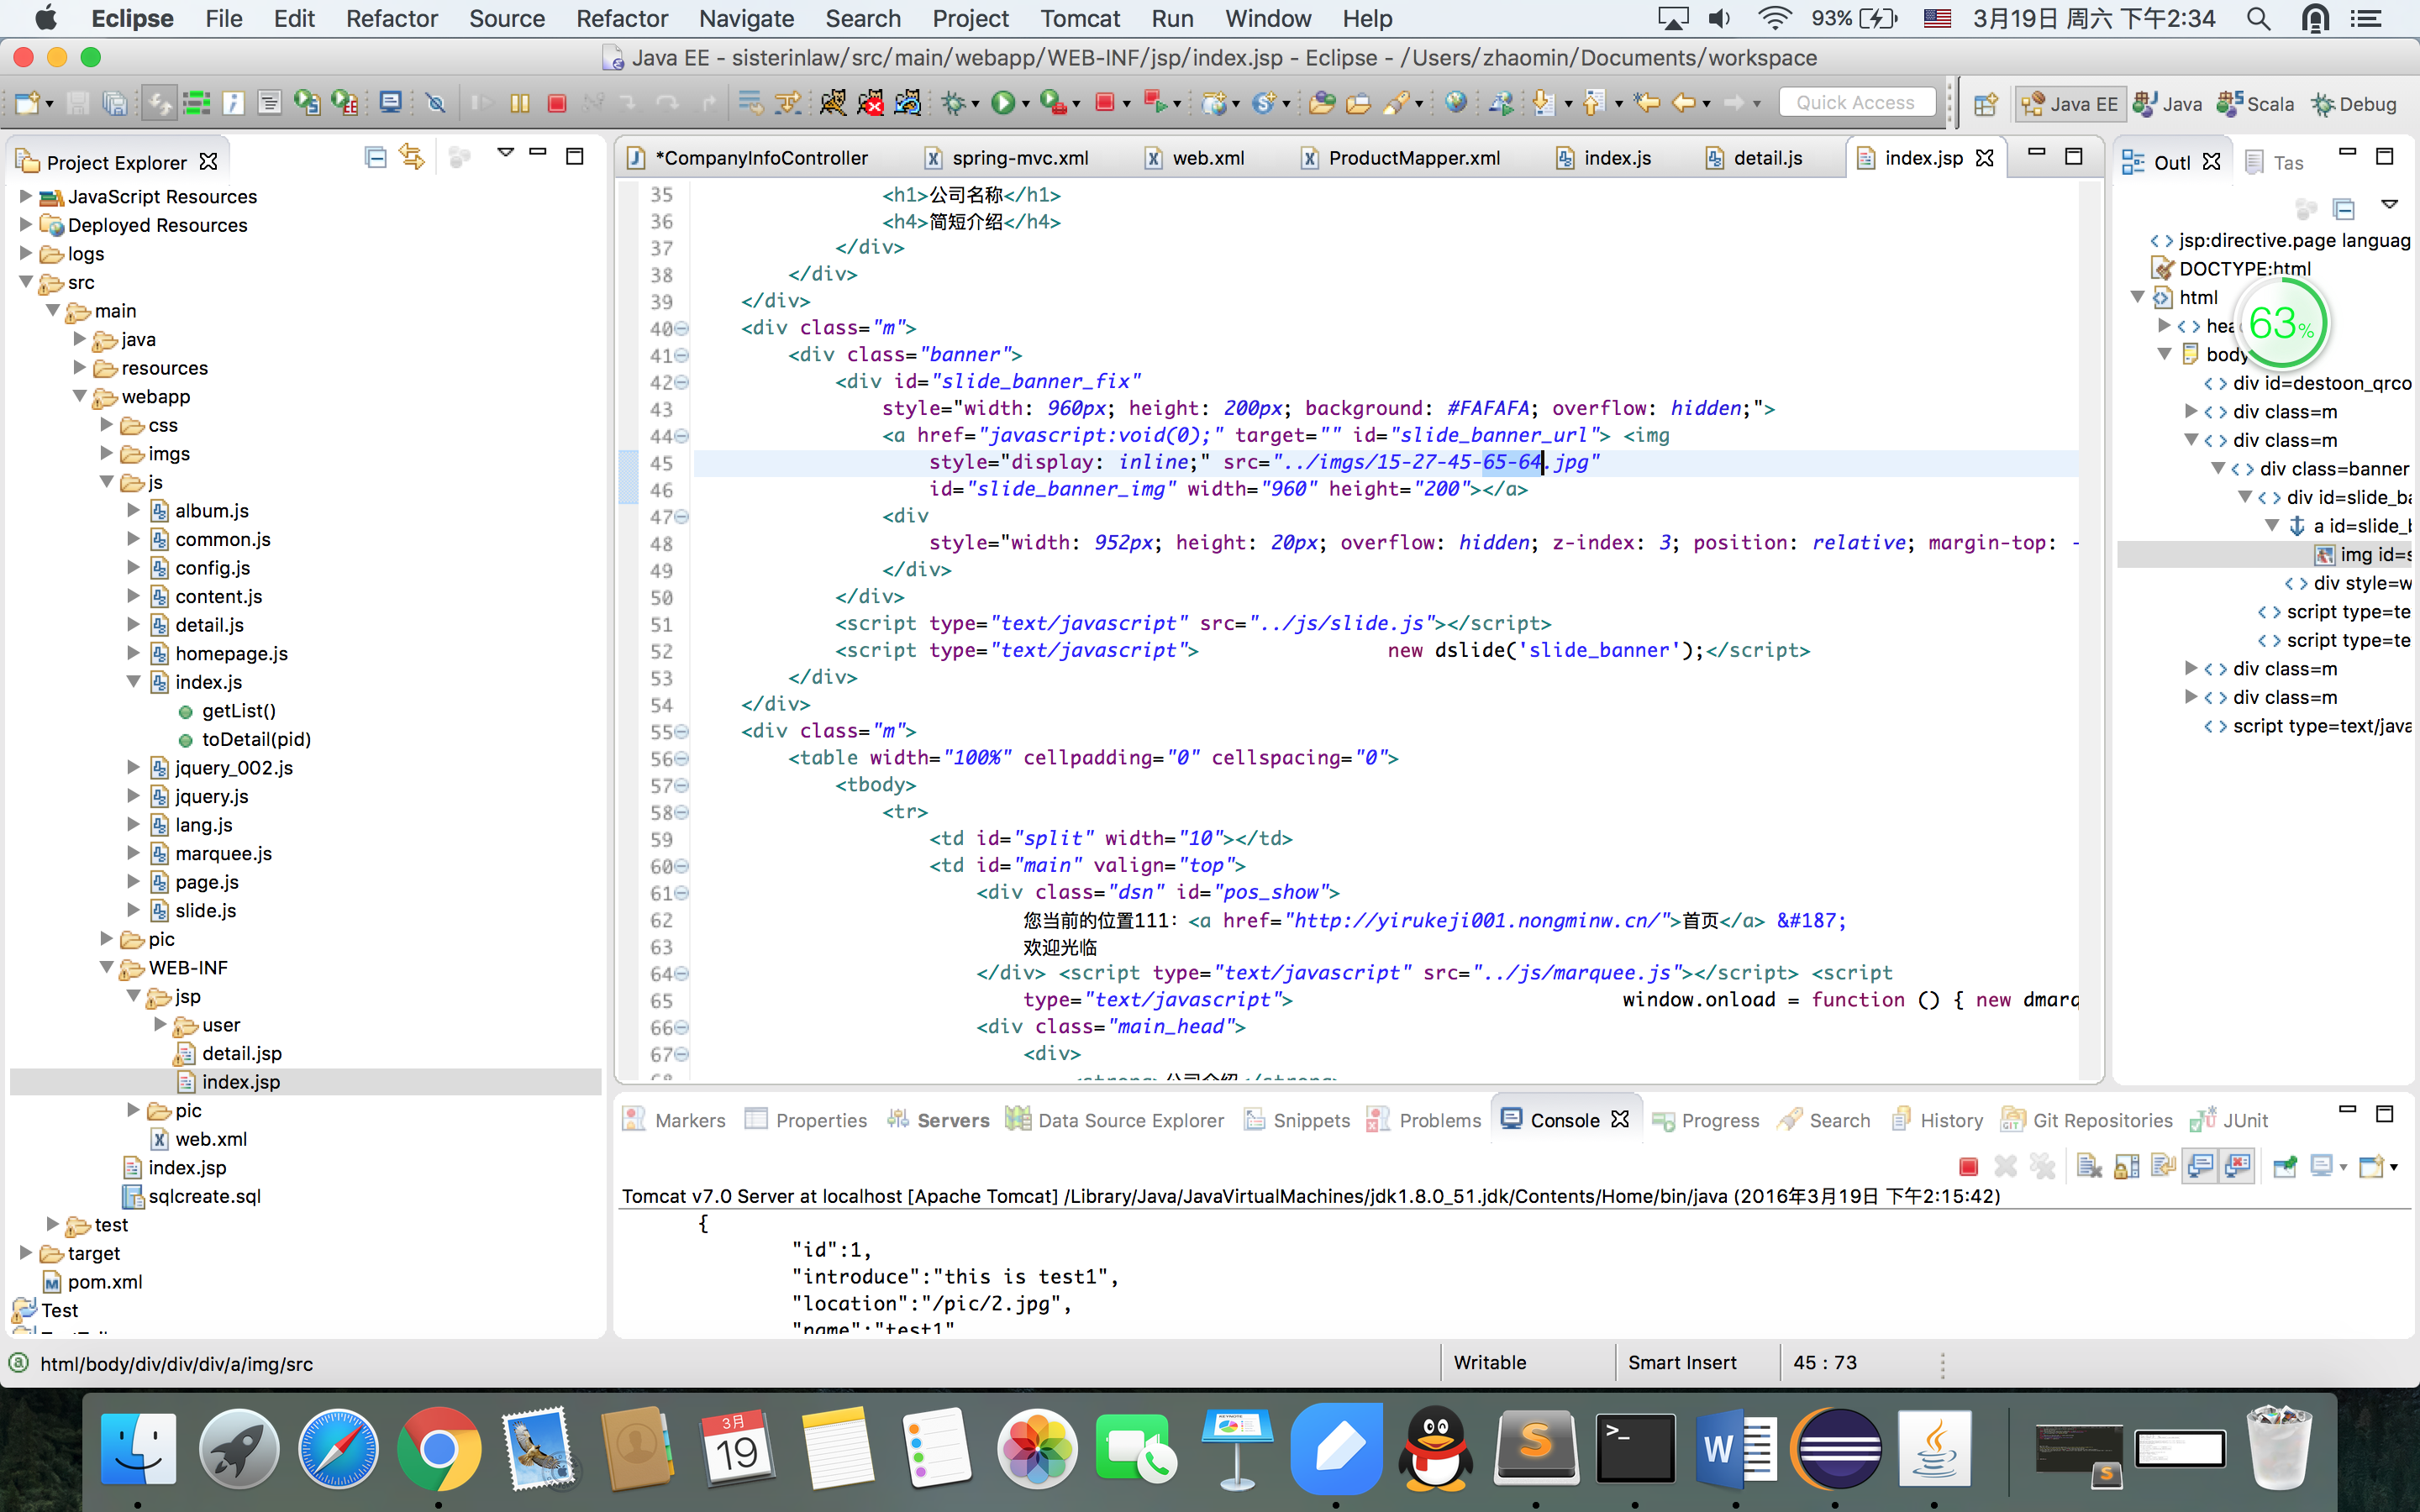 Eclipse File Edit Refactor Source Refactor Navigate Search Project Tomcat Run Window Help 93% 3月19日 周六 下午2:34
Java EE - sisterinlaw/src/main/webapp/WEB-INF/jsp/index.jsp - Eclipse - /Users/zhaomin/Documents/workspace
Quick Access Java EE Java Scala Debug
Project Explorer
JavaScript Resources
Deployed Resources
logs
src
main
java
resources
webapp
css
imgs
js
album.js
common.js
config.js
content.js
detail.js
homepage.js
index.js
getList()
toDetail(pid)
jquery_002.js
jquery.js
lang.js
marquee.js
page.js
slide.js
pic
WEB-INF
jsp
user
detail.jsp
index.jsp
pic
web.xml
index.jsp
sqlcreate.sql
test
target
pom.xml
Test
*CompanyInfoController spring-mvc.xml web.xml ProductMapper.xml index.js detail.js index.jsp
35 <h1>公司名称</h1>
36 <h4>简短介绍</h4>
37 </div>
38 </div>
39 </div>
40 <div class="m">
41 <div class="banner">
42 <div id="slide_banner_fix"
43 style="width: 960px; height: 200px; background: #FAFAFA; overflow: hidden;">
44 <a href="javascript:void(0);" target="" id="slide_banner_url"> <img
45 style="display: inline;" src="../imgs/15-27-45-65-64.jpg"
46 id="slide_banner_img" width="960" height="200"></a>
47 <div
48 style="width: 952px; height: 20px; overflow: hidden; z-index: 3; position: relative; margin-top: -
49 </div>
50 </div>
51 <script type="text/javascript" src="../js/slide.js"></script>
52 <script type="text/javascript"> new dslide('slide_banner');</script>
53 </div>
54 </div>
55 <div class="m">
56 <table width="100%" cellpadding="0" cellspacing="0">
57 <tbody>
58 <tr>
59 <td id="split" width="10"></td>
60 <td id="main" valign="top">
61 <div class="dsn" id="pos_show">
62 您当前的位置111：<a href="http://yirukeji001.nongminw.cn/">首页</a> &#187;
63 欢迎光临
64 </div> <script type="text/javascript" src="../js/marquee.js"></script> <script
65 type="text/javascript"> window.onload = function () { new dmarq
66 <div class="main_head">
67 <div>
68 <strong>公司介绍</strong>
Outl Tas
jsp:directive.page languag
DOCTYPE:html
html
hea
body
63%
div id=destoon_qrco
div class=m
div class=m
div class=banner
div id=slide_ba
a id=slide_b
img id=s
div style=w
script type=te
script type=te
div class=m
div class=m
script type=text/java
Markers Properties Servers Data Source Explorer Snippets Problems Console Progress Search History Git Repositories JUnit
Tomcat v7.0 Server at localhost [Apache Tomcat] /Library/Java/JavaVirtualMachines/jdk1.8.0_51.jdk/Contents/Home/bin/java (2016年3月19日 下午2:15:42)
{
"id":1,
"introduce":"this is test1",
"location":"/pic/2.jpg",
"name":"test1"
html/body/div/div/div/a/img/src Writable Smart Insert 45 : 73
3月
19